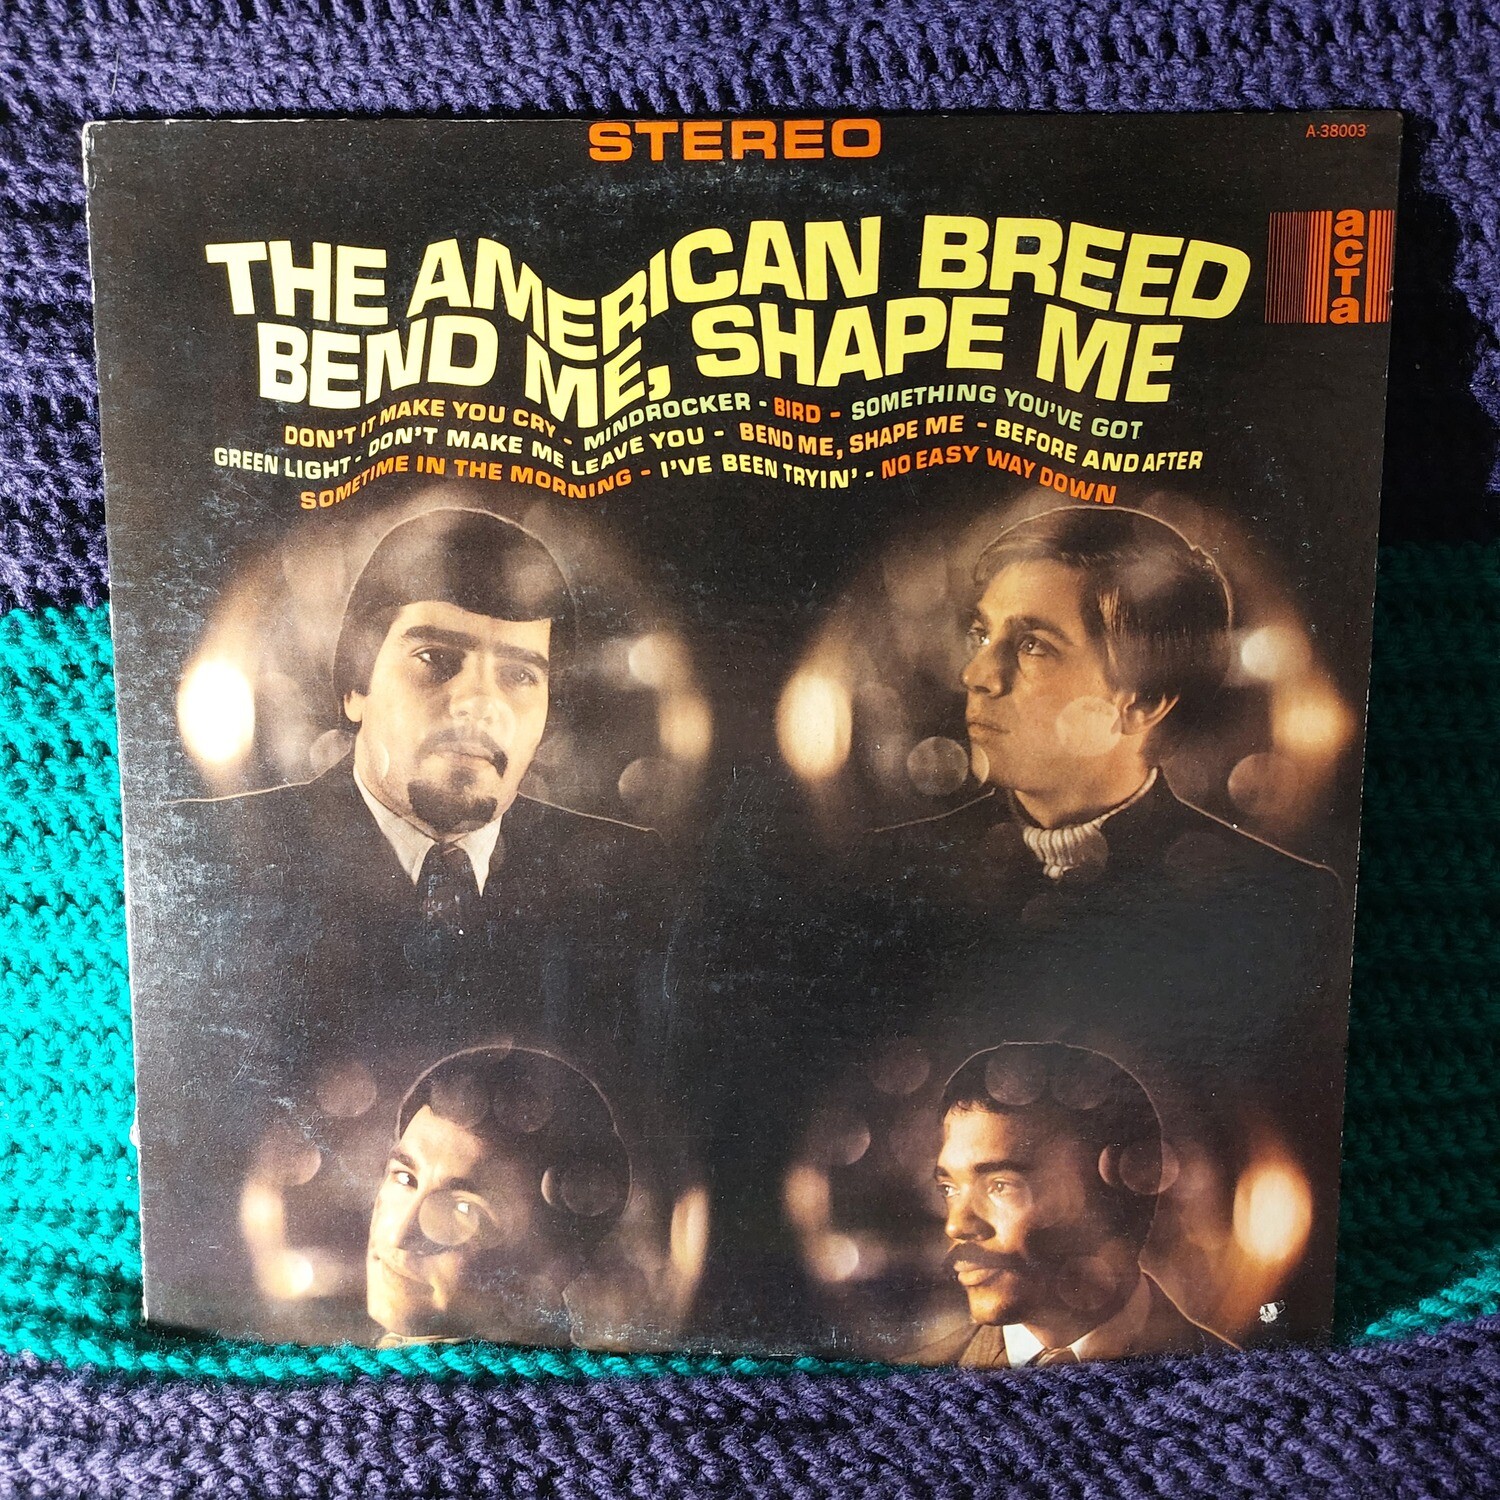 STEREO
A-38003
acta
THE AMERICAN BREED
BEND ME, SHAPE ME
DON'T IT MAKE YOU CRY - MINDROCKER - BIRD - SOMETHING YOU'VE GOT
GREEN LIGHT - DON'T MAKE ME LEAVE YOU - BEND ME, SHAPE ME - BEFORE AND AFTER
SOMETIME IN THE MORNING - I'VE BEEN TRYIN' - NO EASY WAY DOWN